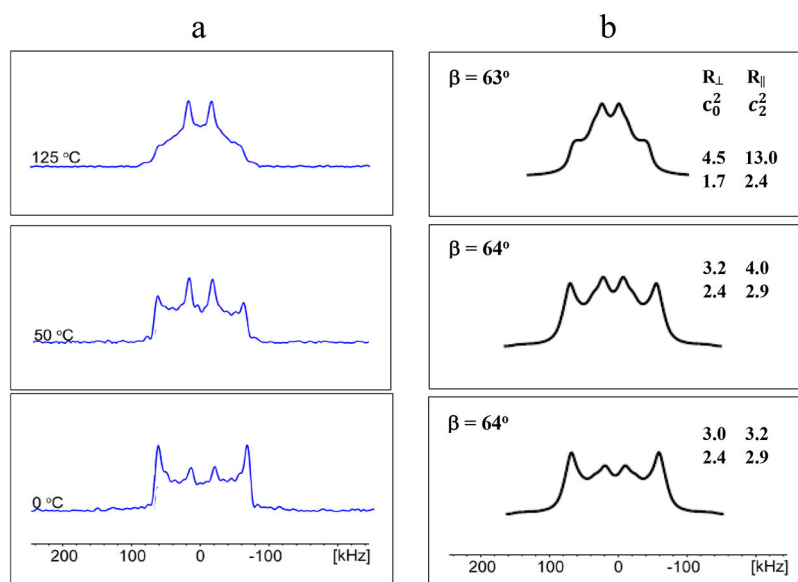 a
b
125 °C
β = 63°
R⊥ R∥
c₀² c₂²
4.5 13.0
1.7 2.4
50 °C
β = 64°
3.2 4.0
2.4 2.9
0 °C
β = 64°
3.0 3.2
2.4 2.9
200 100 0 -100 [kHz]
200 100 0 -100 [kHz]